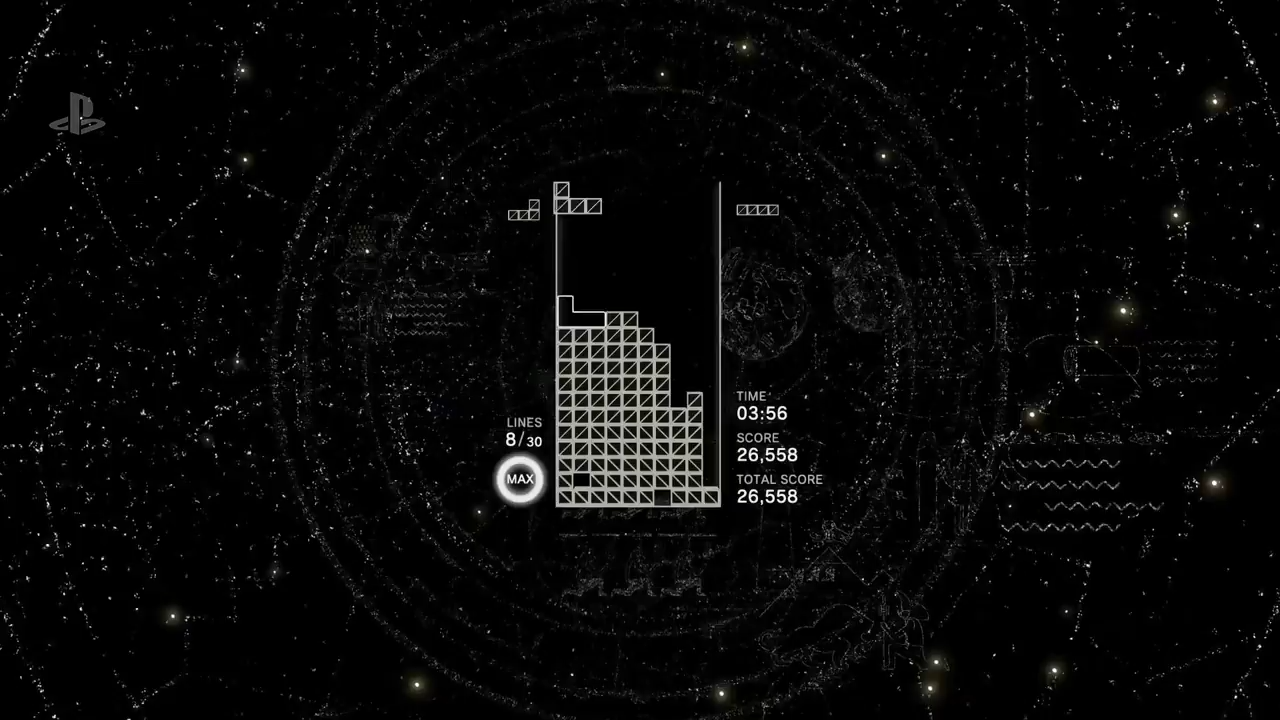 LINES
8/30
MAX
TIME
03:56
SCORE
26,558
TOTAL SCORE
26,558